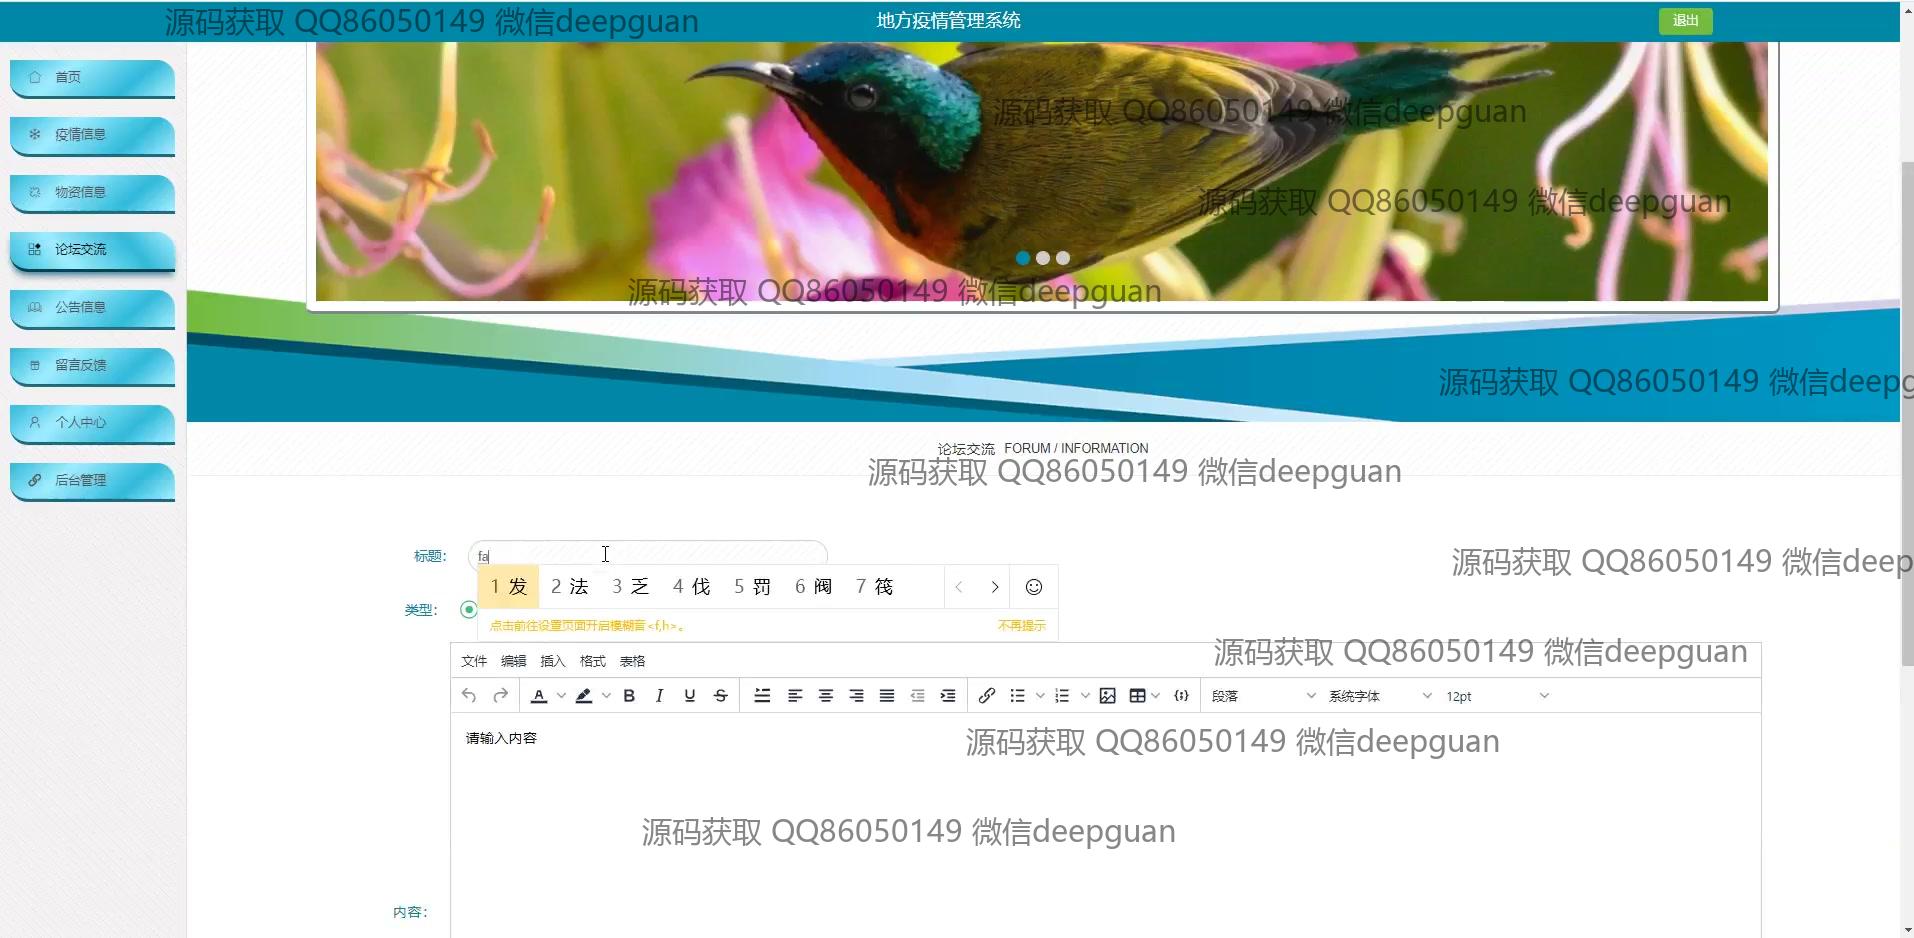 源码获取 QQ86050149 微信deepguan
地方疫情管理系统
退出
首页
疫情信息
物资信息
论坛交流
公告信息
留言反馈
个人中心
后台管理
源码获取 QQ86050149 微信deepguan
源码获取 QQ86050149 微信deepguan
源码获取 QQ86050149 微信deepguan
源码获取 QQ86050149 微信deepg
论坛交流 FORUM / INFORMATION
源码获取 QQ86050149 微信deepguan
标题： fa
源码获取 QQ86050149 微信deep
1 发 2 法 3 乏 4 伐 5 罚 6 阀 7 筏
类型：
点击前往设置页面开启模糊音<f,h>。 不再提示
源码获取 QQ86050149 微信deepguan
文件 编辑 插入 格式 表格
A B I U S 段落 系统字体 12pt
请输入内容
源码获取 QQ86050149 微信deepguan
源码获取 QQ86050149 微信deepguan
内容：